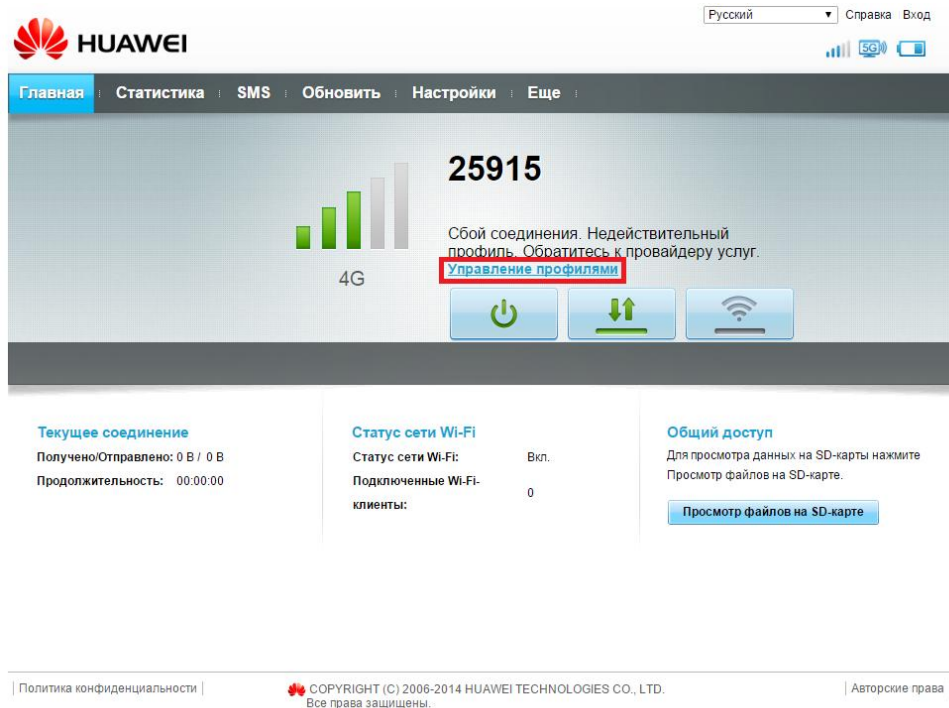 Русский
Справка Вход
HUAWEI
5G
Главная Статистика SMS Обновить Настройки Еще
25915
Сбой соединения. Недействительный
профиль. Обратитесь к провайдеру услуг.
Управление профилями
4G
Текущее соединение
Получено/Отправлено: 0 B / 0 B
Продолжительность: 00:00:00
Статус сети Wi-Fi
Статус сети Wi-Fi: Вкл.
Подключенные Wi-Fi-
клиенты: 0
Общий доступ
Для просмотра данных на SD-карты нажмите
Просмотр файлов на SD-карте.
Просмотр файлов на SD-карте
Политика конфиденциальности
COPYRIGHT (C) 2006-2014 HUAWEI TECHNOLOGIES CO., LTD.
Все права защищены.
Авторские права